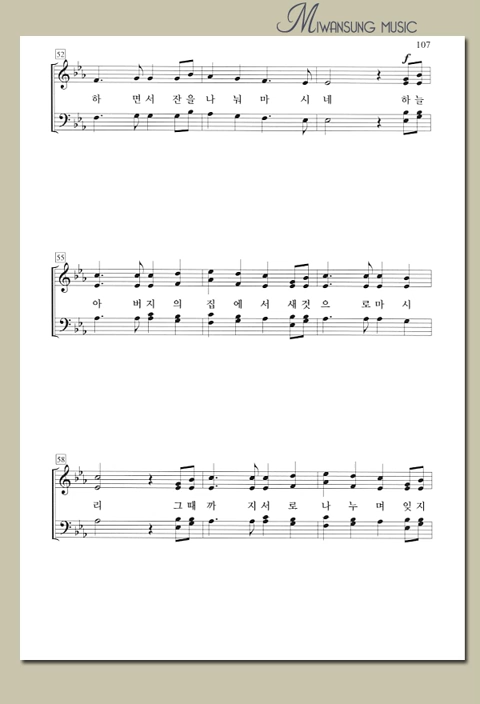 MIWANSUNG MUSIC
107
52
f
하 면서 잔을 나 눠 마 시 네 하늘
55
아 버지 의 집 에 서 새것 으 로마 시
58
리 그때 까 지서 로 나 누 며 잊지